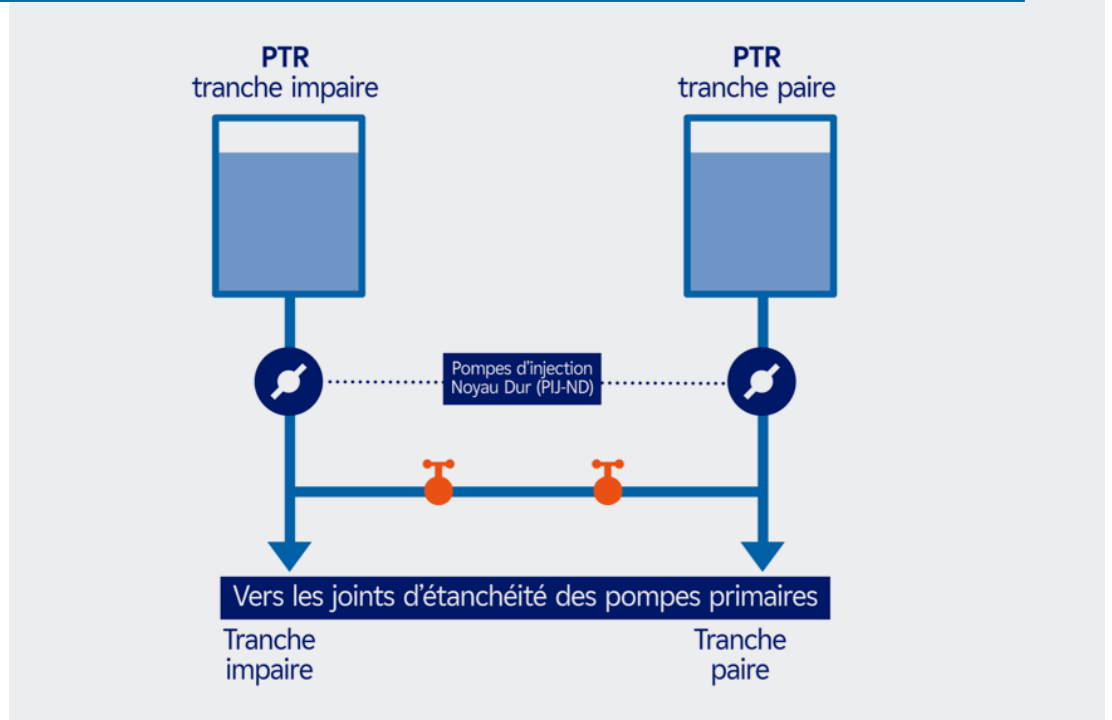 PTR
tranche impaire
PTR
tranche paire
Pompes d'injection
Noyau Dur (PIJ-ND)
Vers les joints d'étanchéité des pompes primaires
Tranche
impaire
Tranche
paire